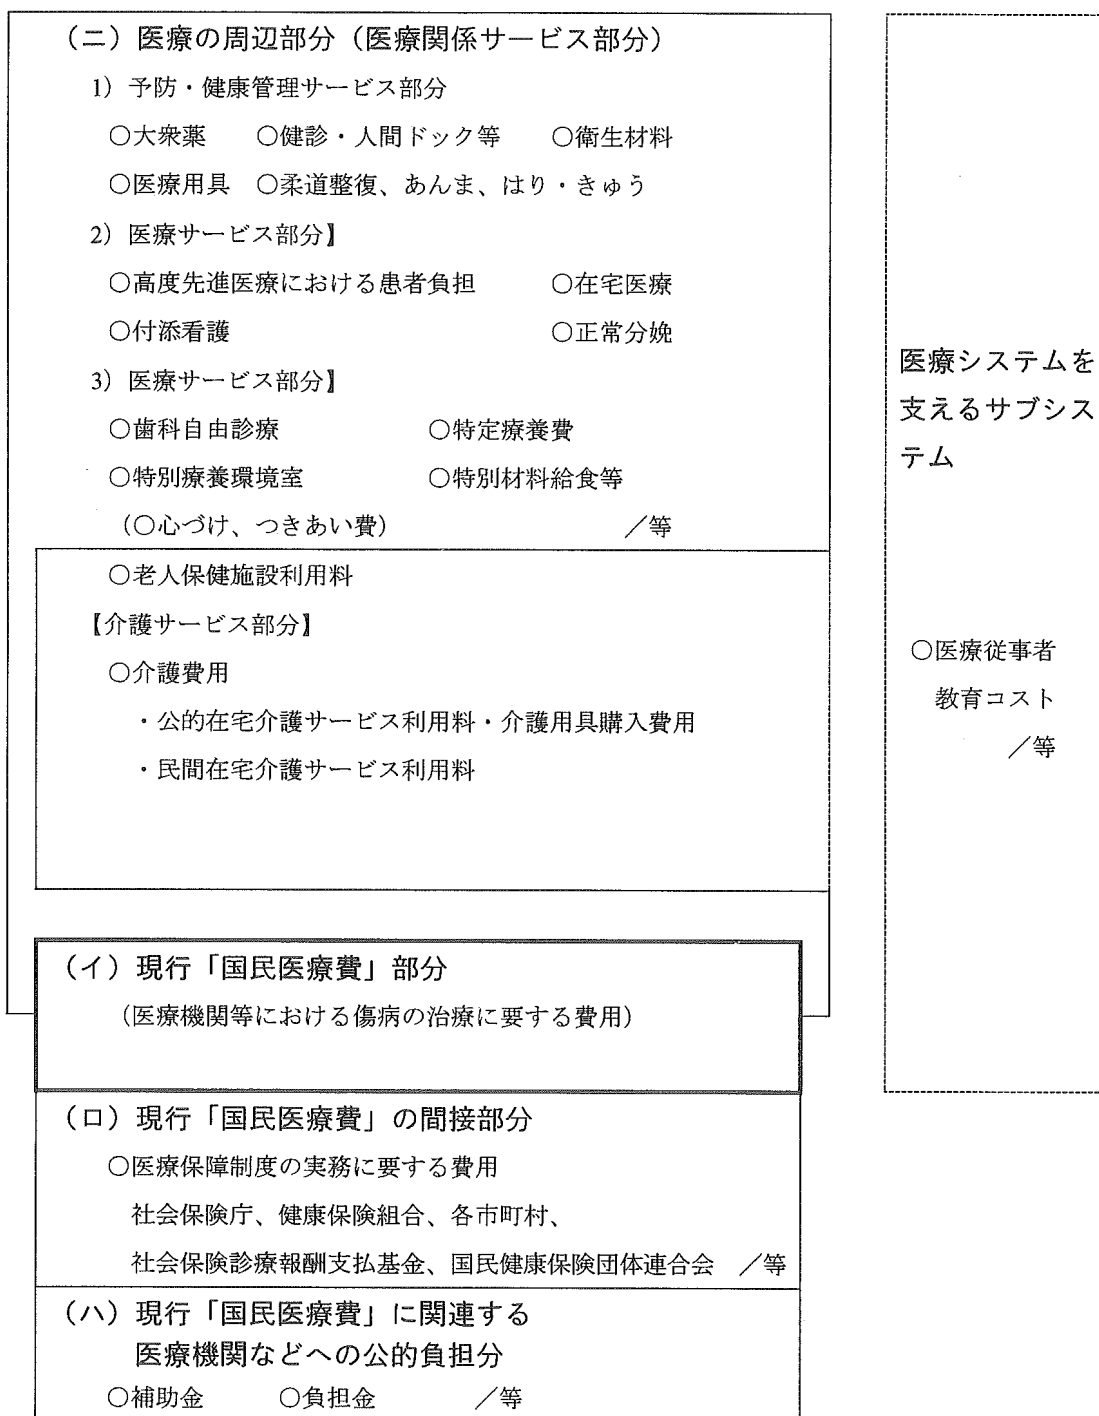 （ニ）医療の周辺部分（医療関係サービス部分）
1）予防・健康管理サービス部分
○大衆薬　○健診・人間ドック等　○衛生材料
○医療用具　○柔道整復、あんま、はり・きゅう
2）医療サービス部分】
○高度先進医療における患者負担　○在宅医療
○付添看護　○正常分娩
3）医療サービス部分】
○歯科自由診療　○特定療養費
○特別療養環境室　○特別材料給食等
（○心づけ、つきあい費）　／等
○老人保健施設利用料
【介護サービス部分】
○介護費用
・公的在宅介護サービス利用料・介護用具購入費用
・民間在宅介護サービス利用料
（イ）現行「国民医療費」部分
（医療機関等における傷病の治療に要する費用）
（ロ）現行「国民医療費」の間接部分
○医療保障制度の実務に要する費用
社会保険庁、健康保険組合、各市町村、
社会保険診療報酬支払基金、国民健康保険団体連合会　／等
（ハ）現行「国民医療費」に関連する
医療機関などへの公的負担分
○補助金　○負担金　／等
医療システムを
支えるサブシス
テム
○医療従事者
教育コスト
／等